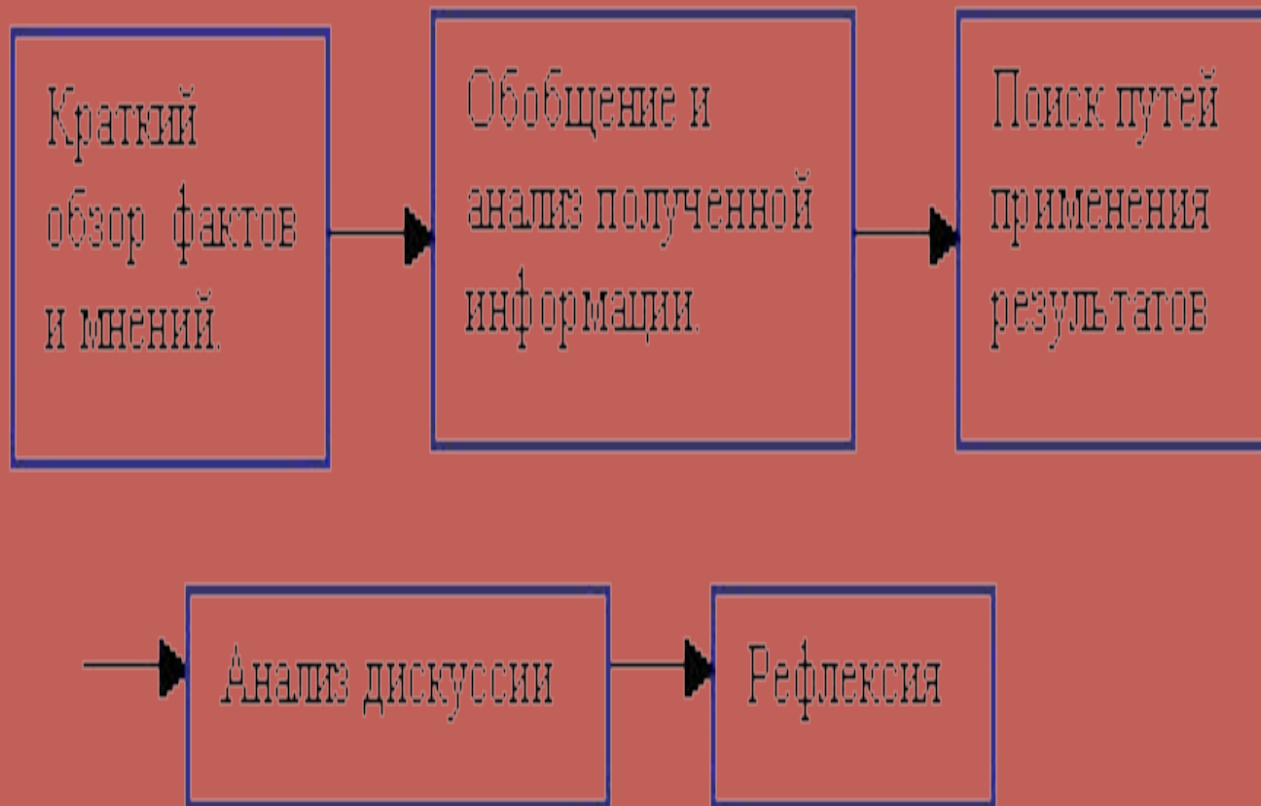 Краткий
обзор фактов
и мнений.
Обобщение и
анализ полученной
информации.
Поиск путей
применения
результатов
Анализ дискуссии
Рефлексия